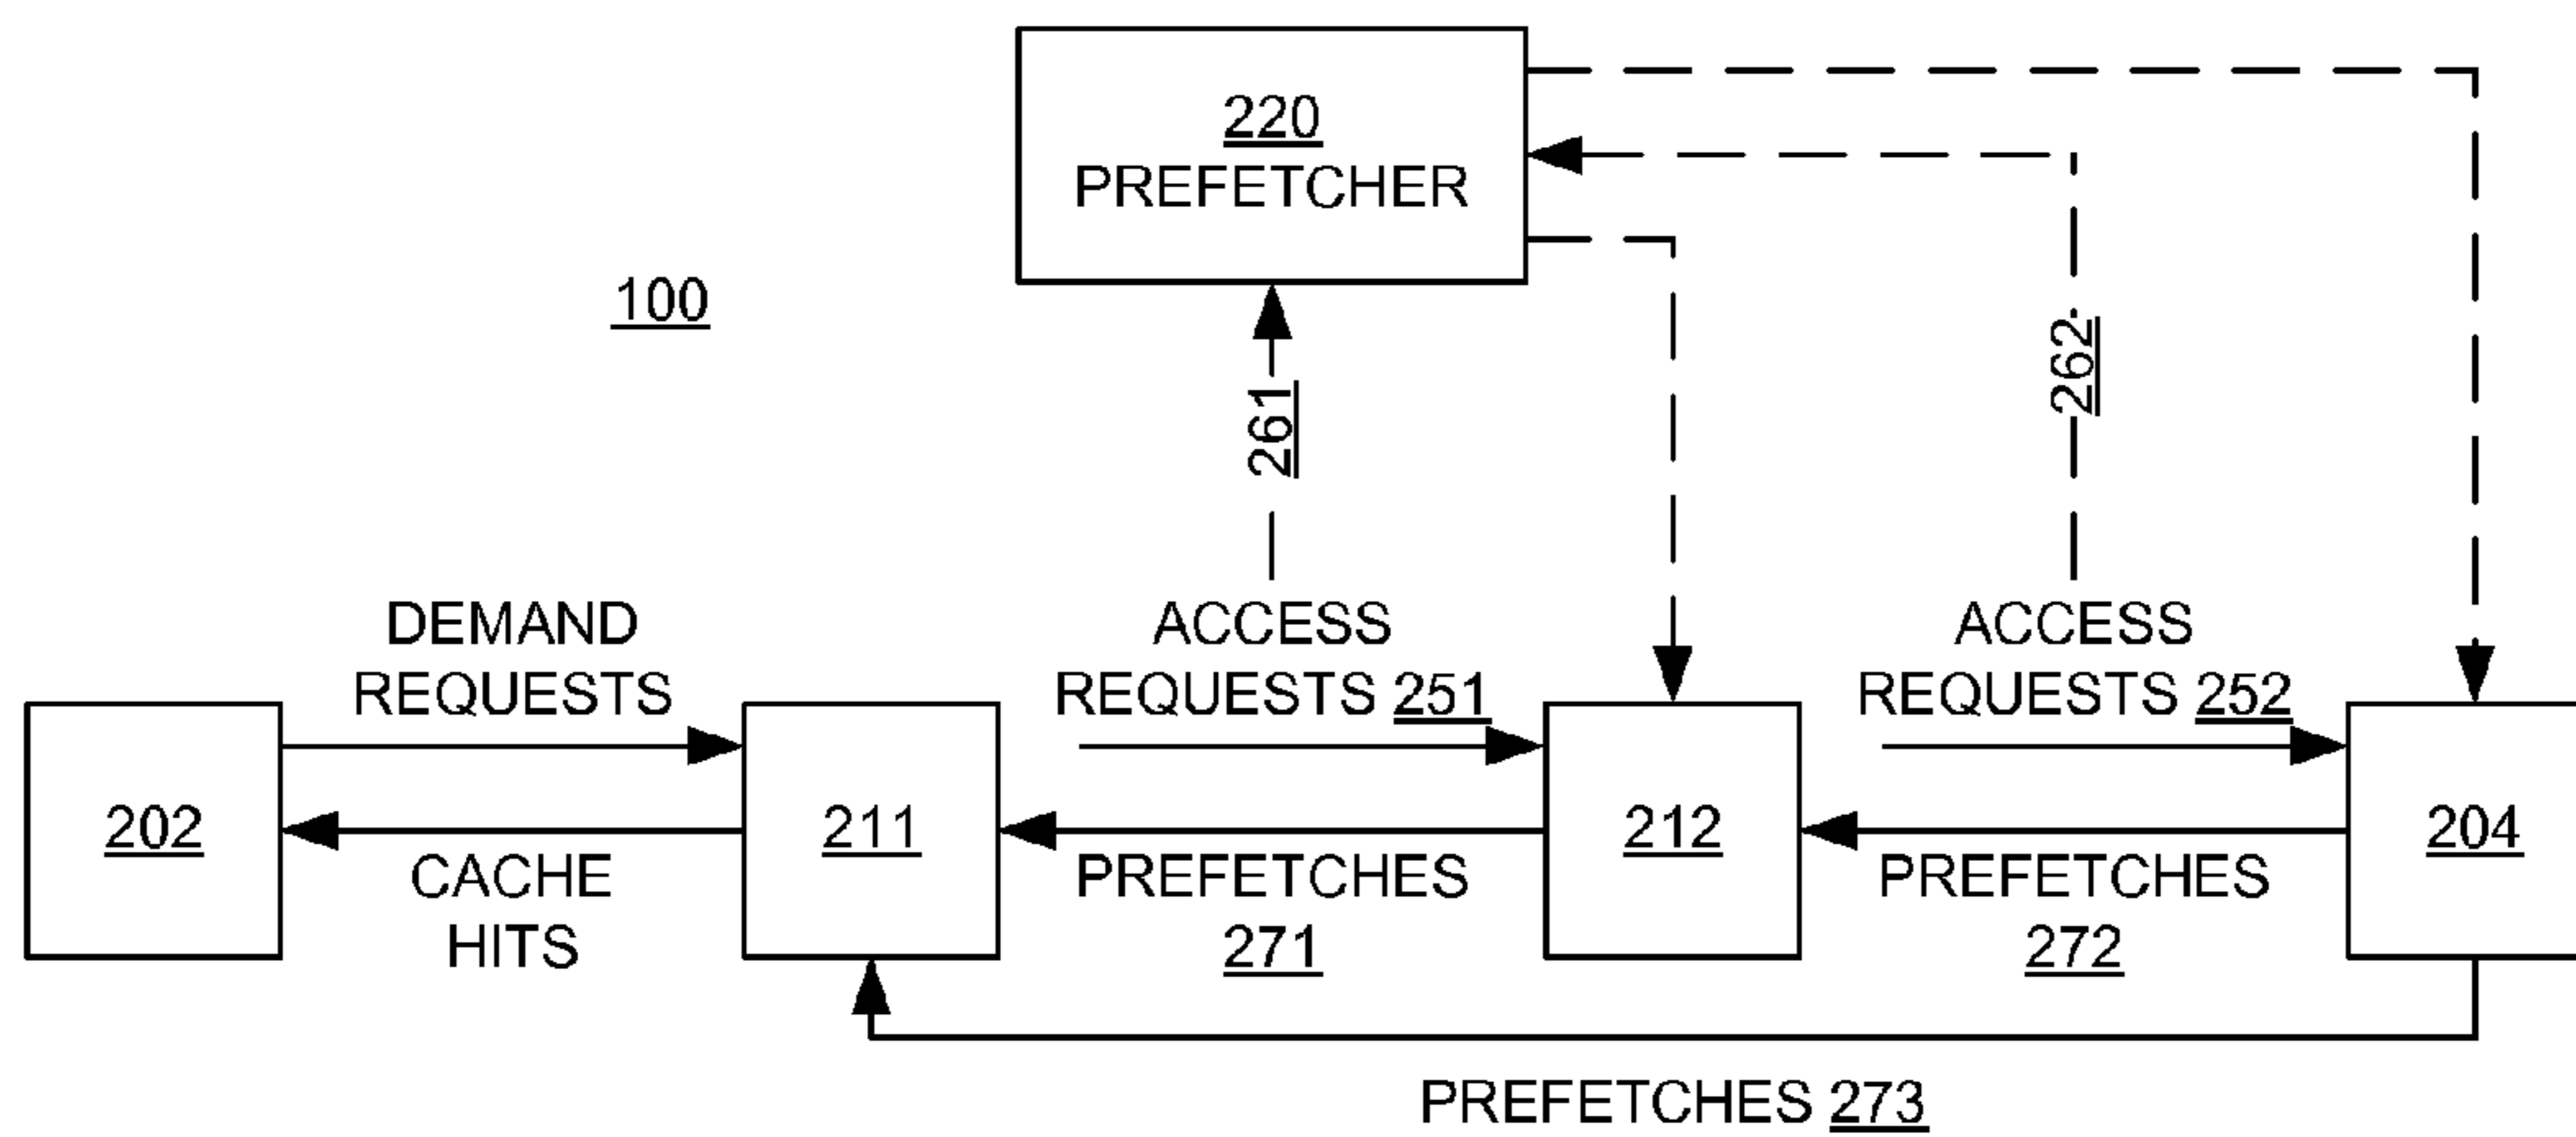 220
PREFETCHER
100
261
262
DEMAND
REQUESTS
ACCESS
REQUESTS 251
ACCESS
REQUESTS 252
202
211
212
204
CACHE
HITS
PREFETCHES
271
PREFETCHES
272
PREFETCHES 273